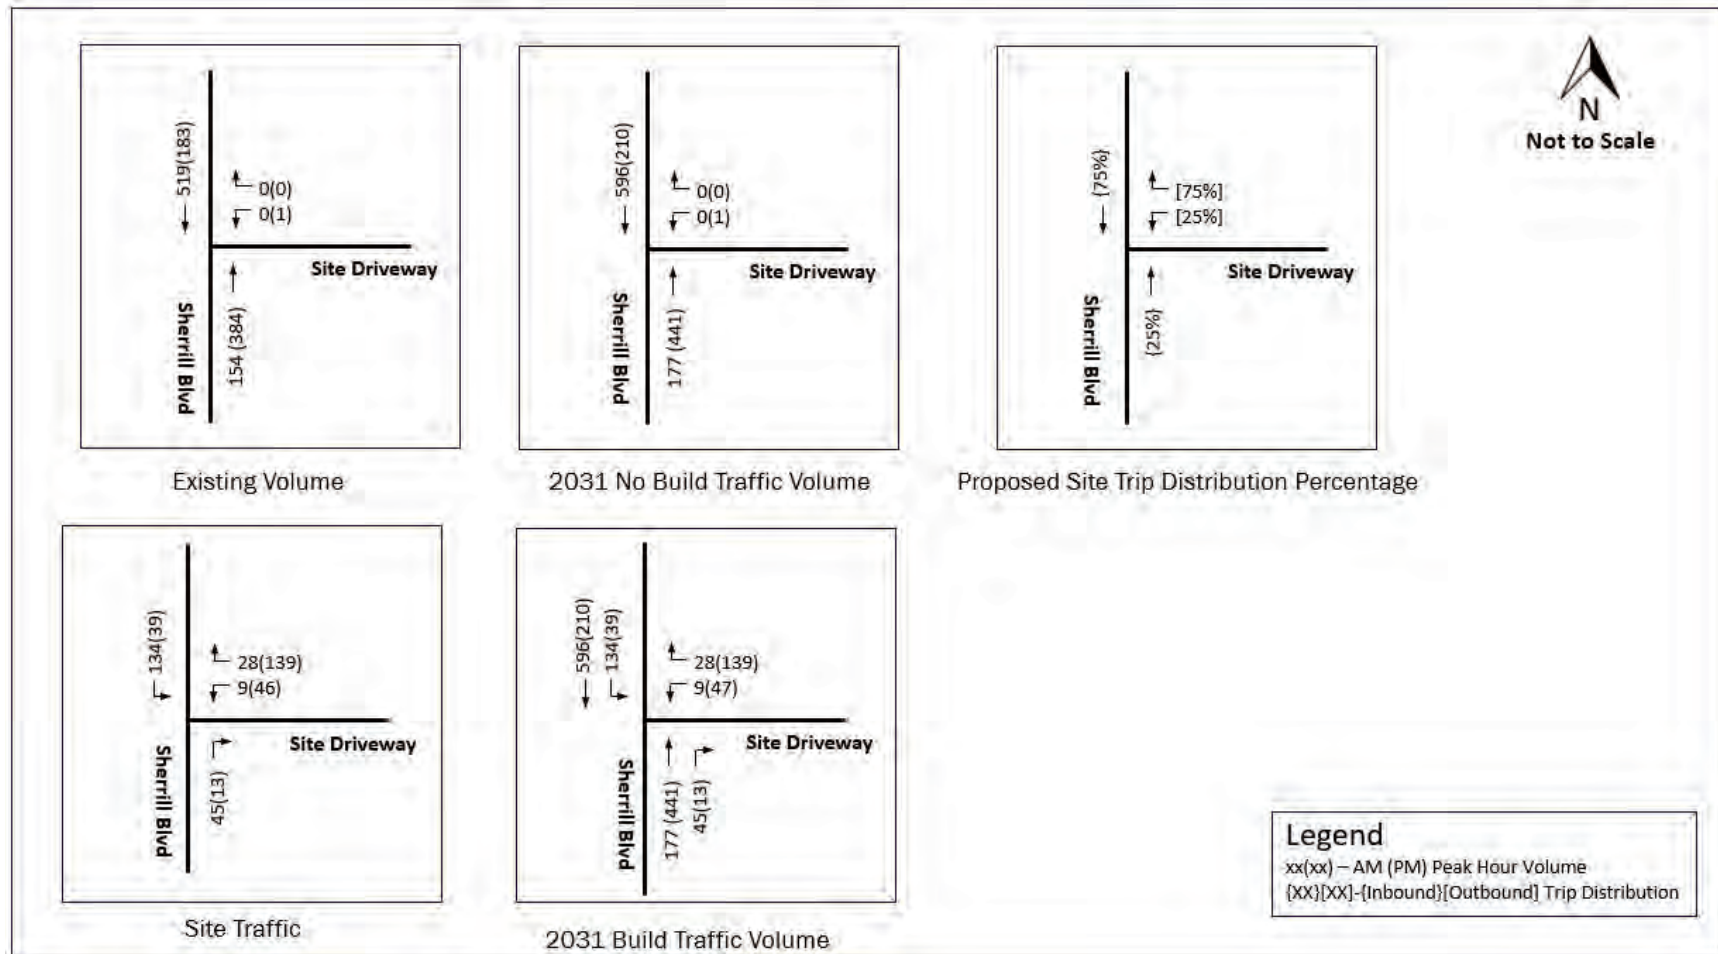 519(183)
0(0)
0(1)
Site Driveway
Sherrill Blvd
154 (384)
Existing Volume
596(210)
0(0)
0(1)
Site Driveway
Sherrill Blvd
177 (441)
2031 No Build Traffic Volume
{75%}
[75%]
[25%]
Site Driveway
Sherrill Blvd
{25%}
Proposed Site Trip Distribution Percentage
N
Not to Scale
134(39)
28(139)
9(46)
Site Driveway
Sherrill Blvd
45(13)
Site Traffic
596(210)
134(39)
28(139)
9(47)
Site Driveway
Sherrill Blvd
177 (441)
45(13)
2031 Build Traffic Volume
Legend
xx(xx) – AM (PM) Peak Hour Volume
{XX}[XX]-{Inbound}[Outbound] Trip Distribution